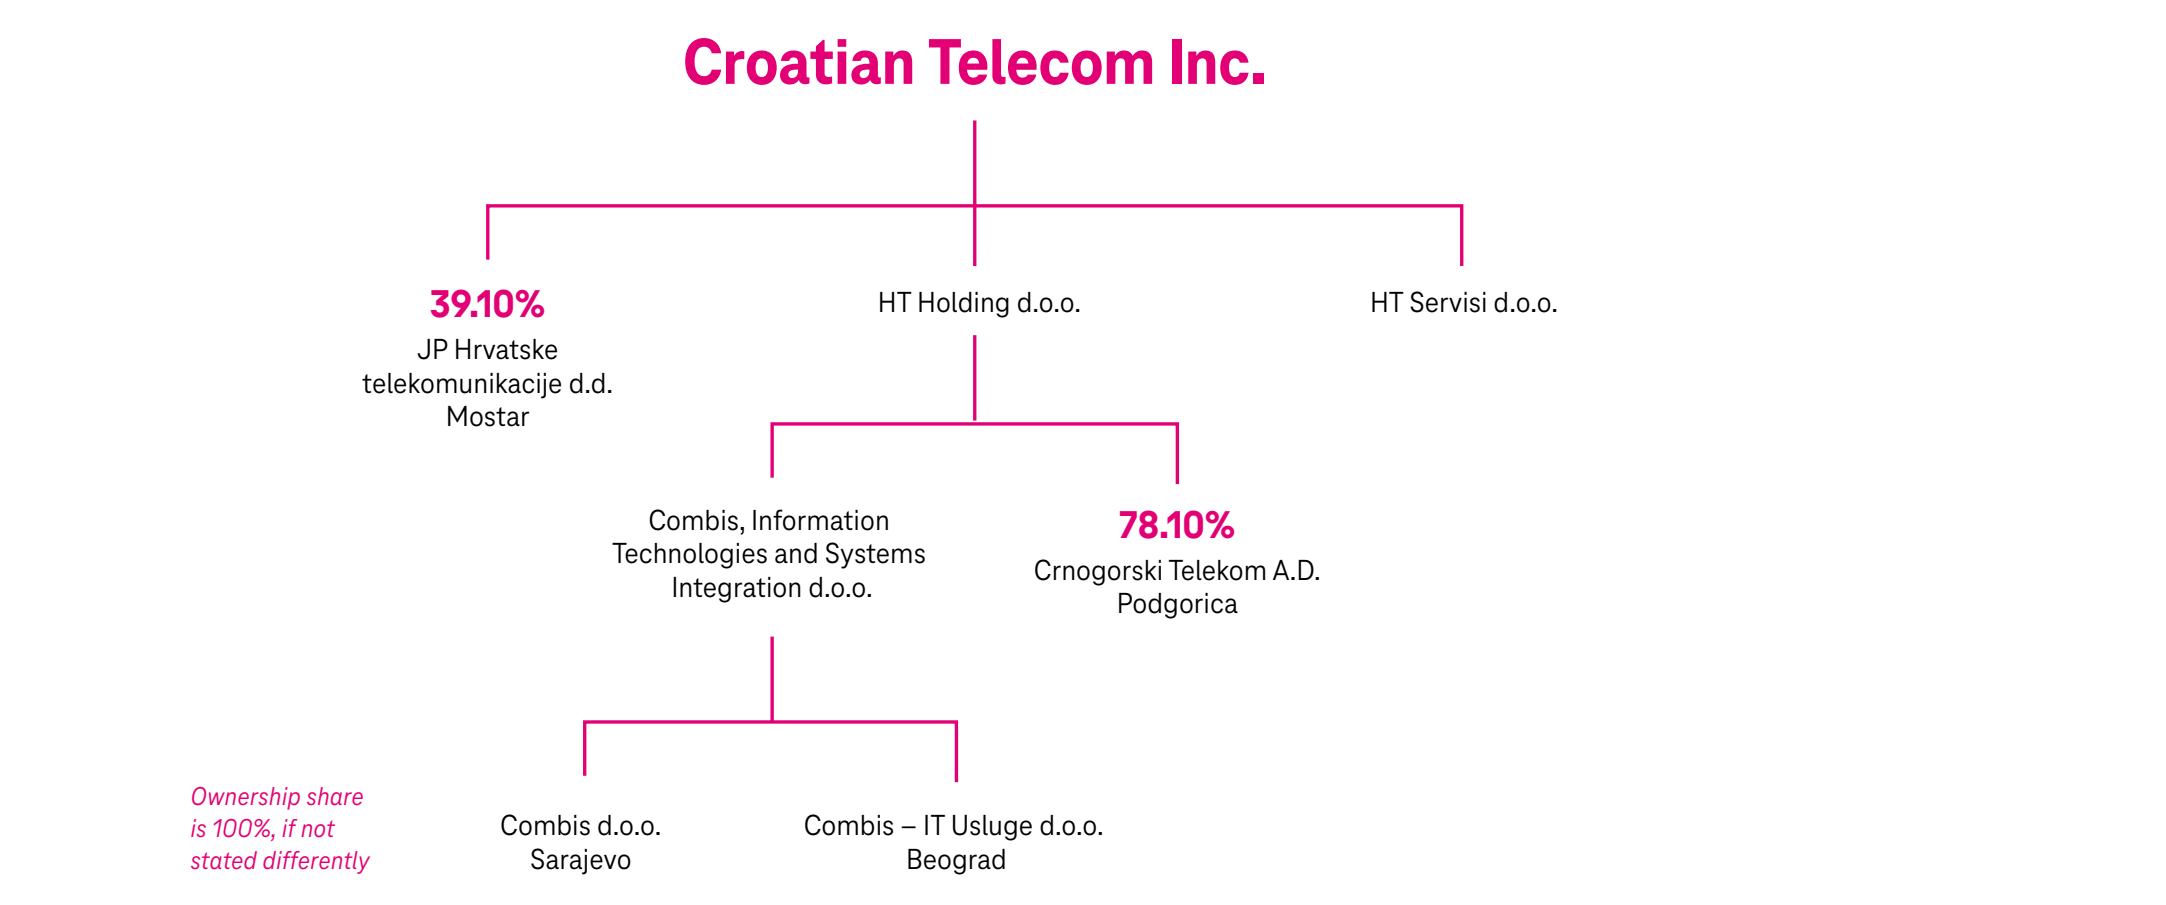 Croatian Telecom Inc.
39.10%
JP Hrvatske
telekomunikacije d.d.
Mostar
HT Holding d.o.o.
HT Servisi d.o.o.
Combis, Information
Technologies and Systems
Integration d.o.o.
78.10%
Crnogorski Telekom A.D.
Podgorica
Combis d.o.o.
Sarajevo
Combis – IT Usluge d.o.o.
Beograd
Ownership share
is 100%, if not
stated differently